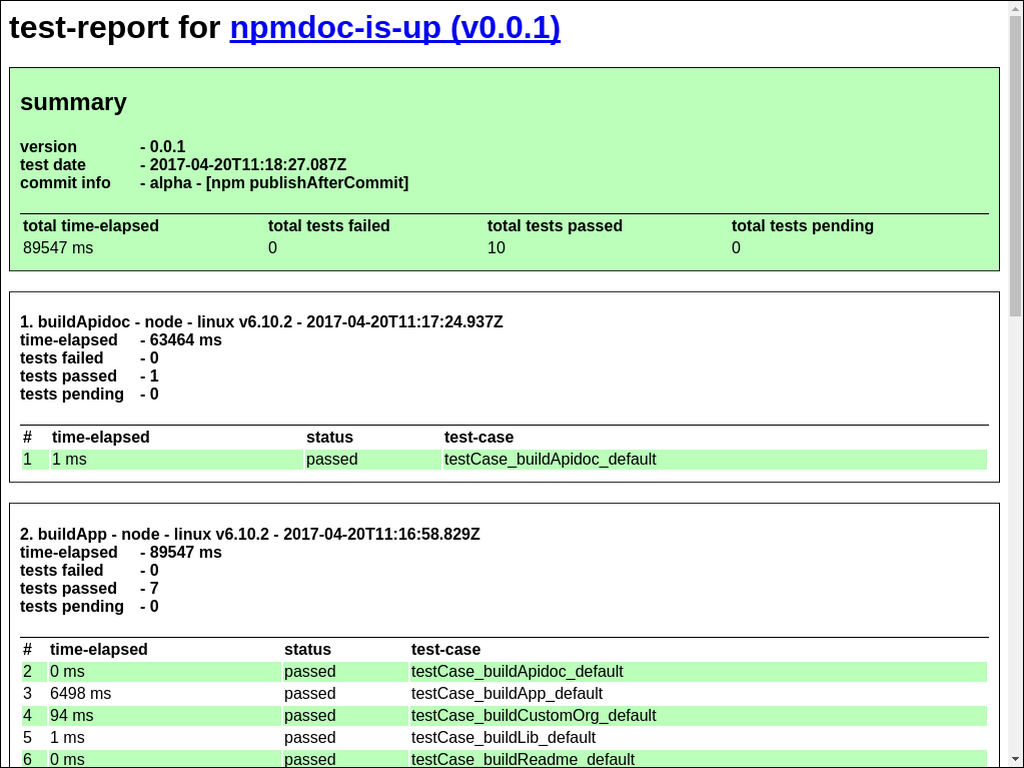 test-report for npmdoc-is-up (v0.0.1)
summary
version - 0.0.1
test date - 2017-04-20T11:18:27.087Z
commit info - alpha - [npm publishAfterCommit]
total time-elapsed total tests failed total tests passed total tests pending
89547 ms 0 10 0
1. buildApidoc - node - linux v6.10.2 - 2017-04-20T11:17:24.937Z
time-elapsed - 63464 ms
tests failed - 0
tests passed - 1
tests pending - 0
# time-elapsed status test-case
1 1 ms passed testCase_buildApidoc_default
2. buildApp - node - linux v6.10.2 - 2017-04-20T11:16:58.829Z
time-elapsed - 89547 ms
tests failed - 0
tests passed - 7
tests pending - 0
# time-elapsed status test-case
2 0 ms passed testCase_buildApidoc_default
3 6498 ms passed testCase_buildApp_default
4 94 ms passed testCase_buildCustomOrg_default
5 1 ms passed testCase_buildLib_default
6 0 ms passed testCase_buildReadme_default